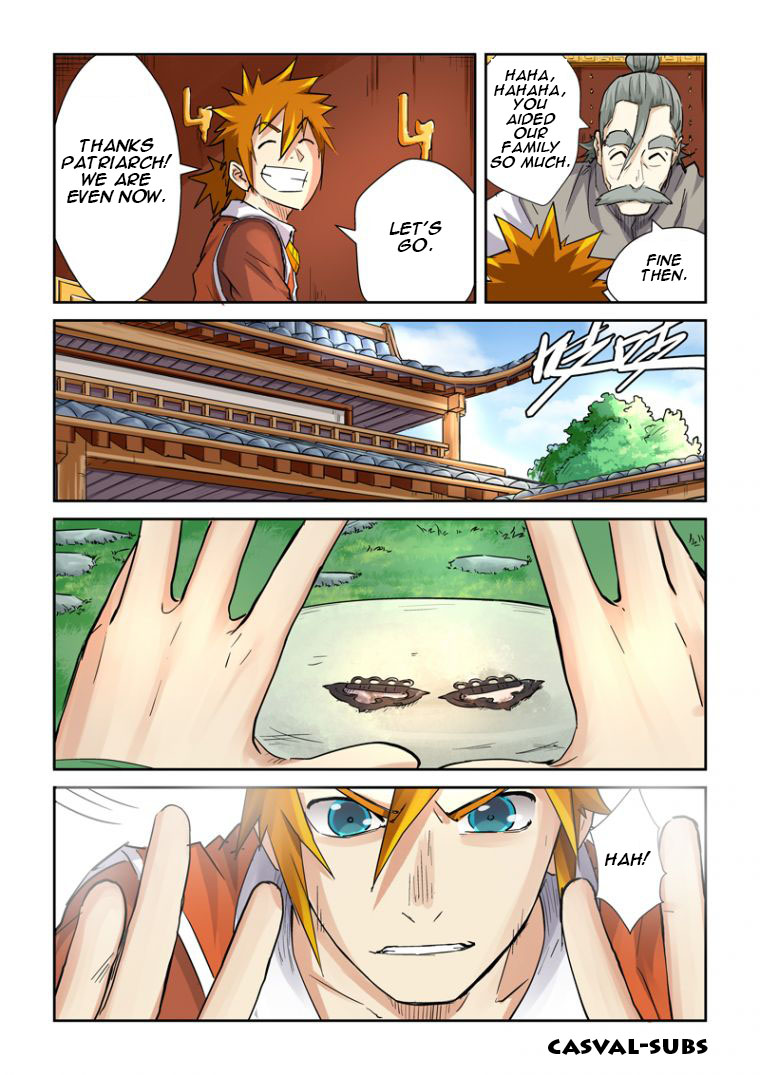 THANKS
PATRIARCH!
WE ARE
EVEN NOW.
LET'S
GO.
HAHA,
HAHAHA,
YOU
AIDED
OUR
FAMILY
SO MUCH.
FINE
THEN.
HAH!
CASVAL-SUBS